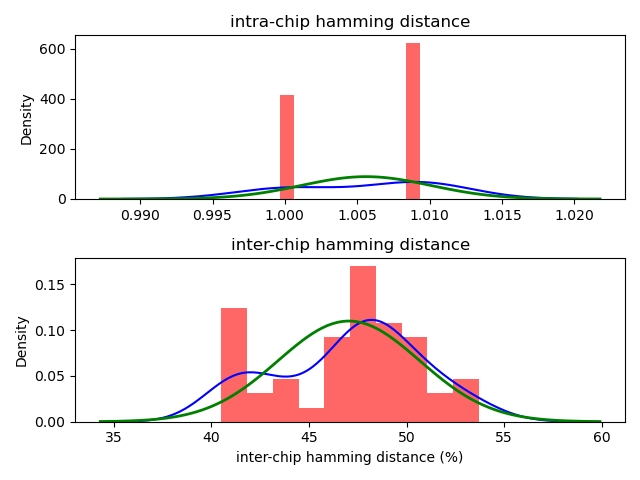 intra-chip hamming distance
600
400
200
0
Density
0.990 0.995 1.000 1.005 1.010 1.015 1.020
inter-chip hamming distance
0.15
0.10
0.05
0.00
Density
35 40 45 50 55 60
inter-chip hamming distance (%)